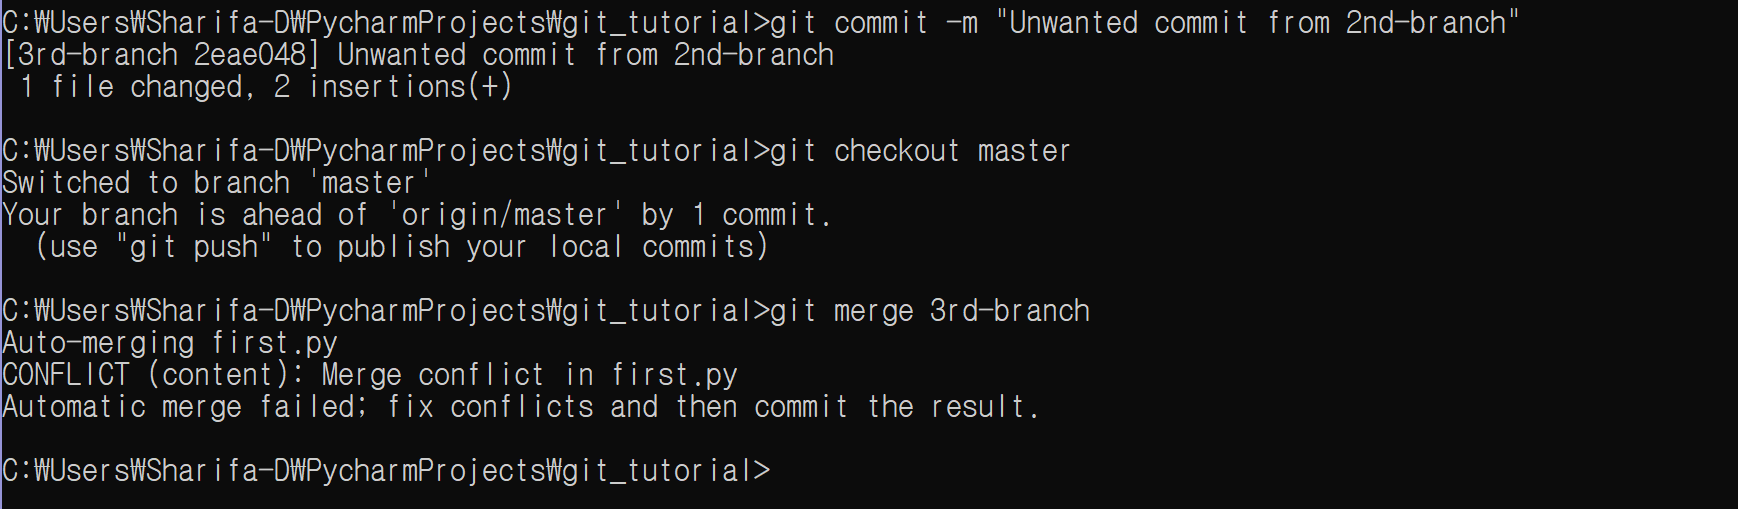 C:₩Users₩Sharifa-D₩PycharmProjects₩git_tutorial>git commit -m "Unwanted commit from 2nd-branch"
[3rd-branch 2eae048] Unwanted commit from 2nd-branch
 1 file changed, 2 insertions(+)
C:₩Users₩Sharifa-D₩PycharmProjects₩git_tutorial>git checkout master
Switched to branch 'master'
Your branch is ahead of 'origin/master' by 1 commit.
  (use "git push" to publish your local commits)
C:₩Users₩Sharifa-D₩PycharmProjects₩git_tutorial>git merge 3rd-branch
Auto-merging first.py
CONFLICT (content): Merge conflict in first.py
Automatic merge failed; fix conflicts and then commit the result.
C:₩Users₩Sharifa-D₩PycharmProjects₩git_tutorial>